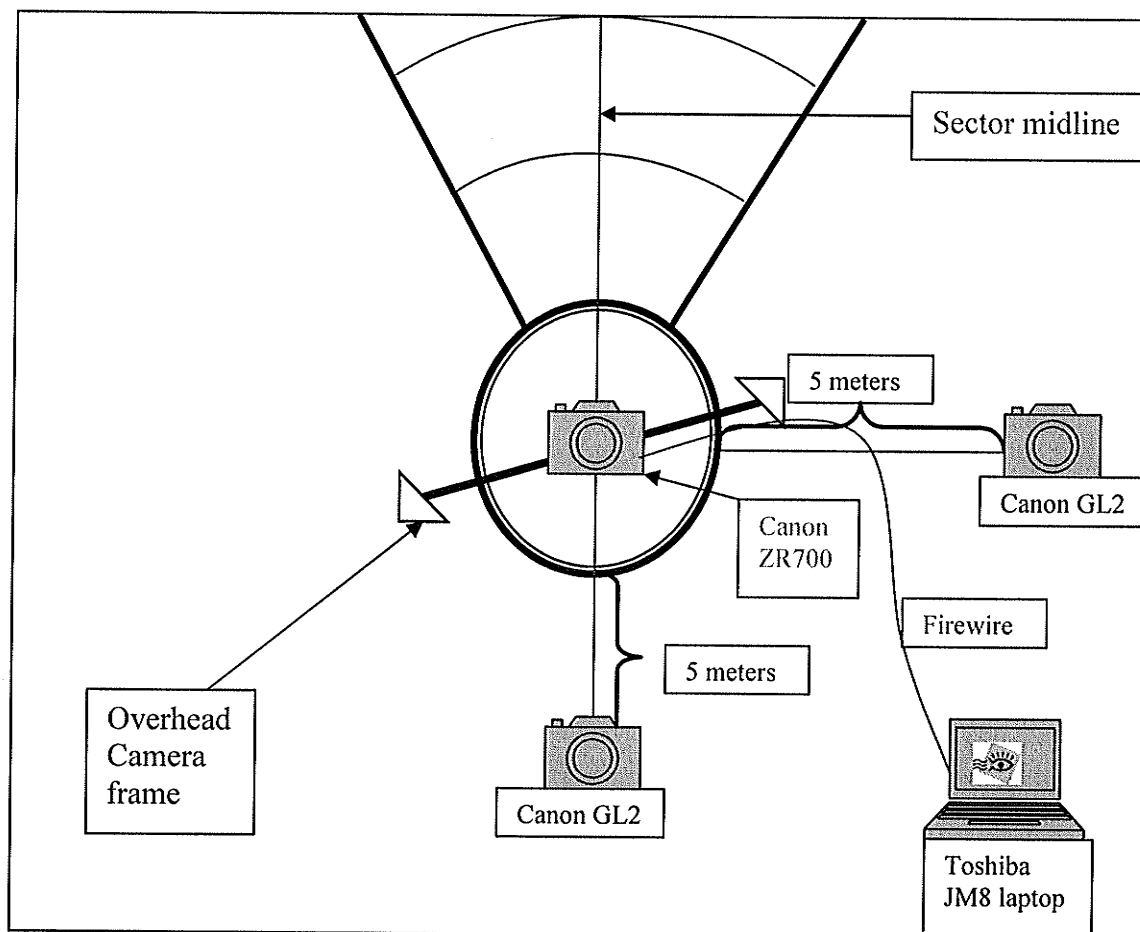 Sector midline
5 meters
Canon GL2
Canon
ZR700
Firewire
5 meters
Overhead
Camera
frame
Canon GL2
Toshiba
JM8 laptop